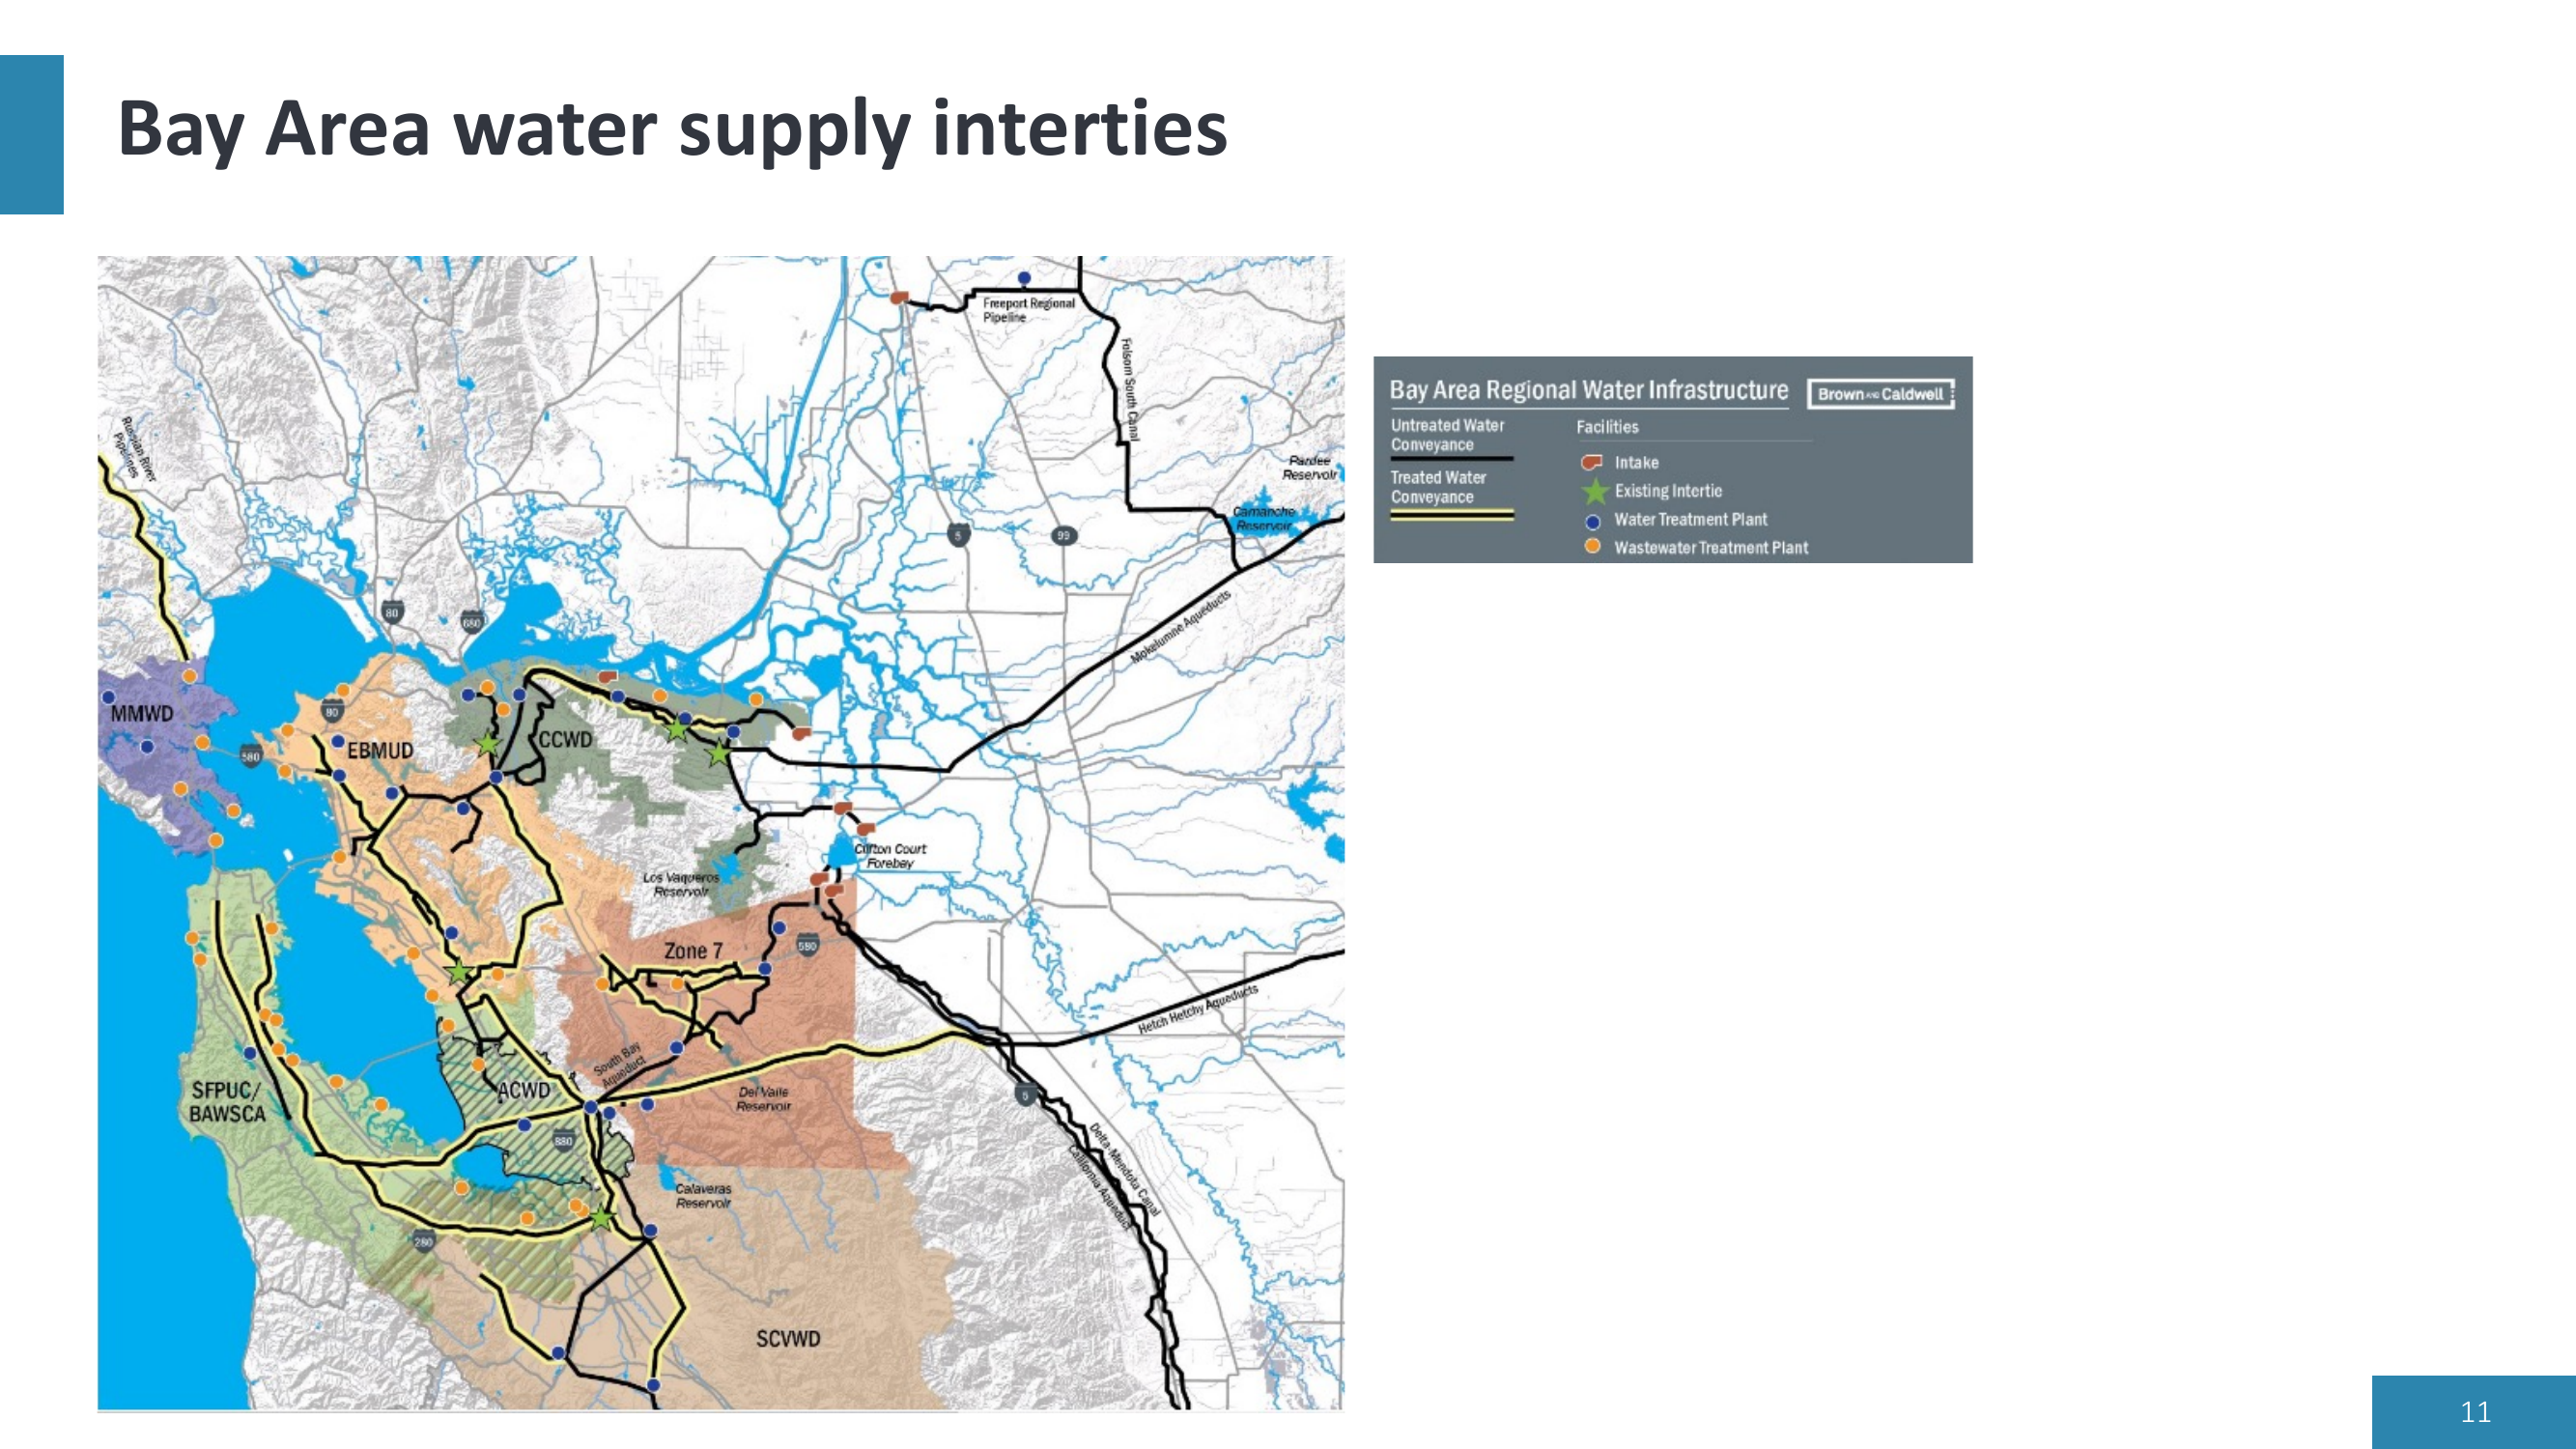 Bay Area water supply interties
Freeport Regional
Pipeline
Folsom South Canal
Russian River
Pipelines
Pardee
Reservoir
Camanche
Reservoir
5
99
80
680
Mokelumne Aqueducts
MMWD
80
EBMUD
CCWD
580
Clifton Court
Forebay
Los Vaqueros
Reservoir
Zone 7
580
Hetch Hetchy Aqueducts
South Bay
Aqueduct
SFPUC/
BAWSCA
ACWD
Del Valle
Reservoir
5
880
Delta Mendota Canal
California Aqueduct
Calaveras
Reservoir
280
SCVWD
Bay Area Regional Water Infrastructure
Brown AND Caldwell
Untreated Water
Conveyance
Treated Water
Conveyance
Facilities
Intake
Existing Intertie
Water Treatment Plant
Wastewater Treatment Plant
11